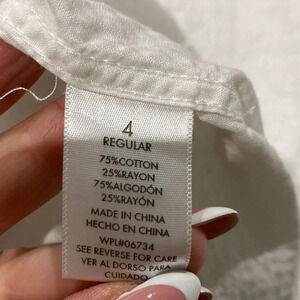 4
REGULAR
75%COTTON
25%RAYON
75%ALGODÓN
25%RAYÓN
MADE IN CHINA
HECHO EN CHINA
WPL#06734
SEE REVERSE FOR CARE
VER AL DORSO PARA
CUIDADO